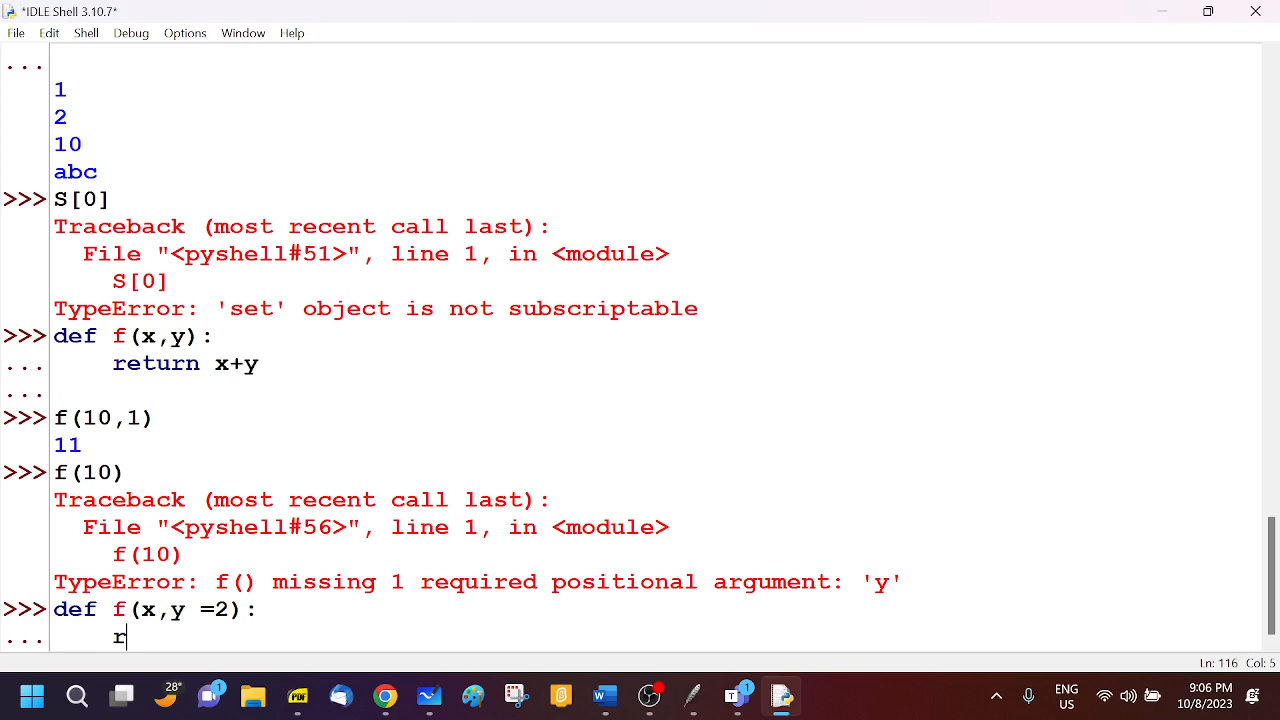 *IDLE Shell 3.10.7*
File Edit Shell Debug Options Window Help
...
1
2
10
abc
>>> S[0]
Traceback (most recent call last):
  File "<pyshell#51>", line 1, in <module>
    S[0]
TypeError: 'set' object is not subscriptable
>>> def f(x,y):
...     return x+y
...
>>> f(10,1)
11
>>> f(10)
Traceback (most recent call last):
  File "<pyshell#56>", line 1, in <module>
    f(10)
TypeError: f() missing 1 required positional argument: 'y'
>>> def f(x,y =2):
...     r
Ln: 116 Col: 5
28°
1
PDF
W
T
1
ENG
US
9:06 PM
10/8/2023